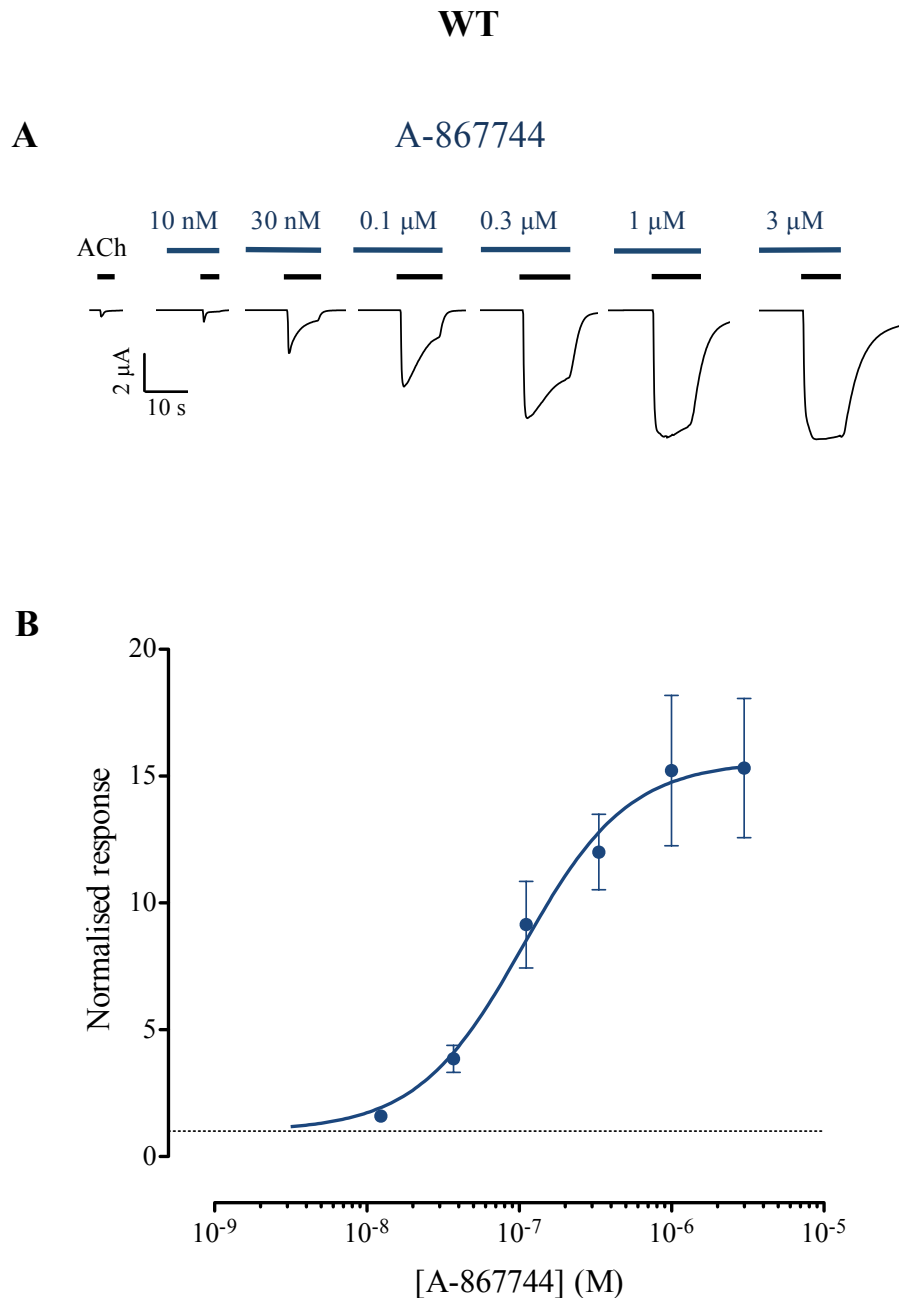 WT
A
A-867744
10 nM 30 nM 0.1 µM 0.3 µM 1 µM 3 µM
ACh
2 µA
10 s
B
20
15
10
5
0
Normalised response
10-9 10-8 10-7 10-6 10-5
[A-867744] (M)